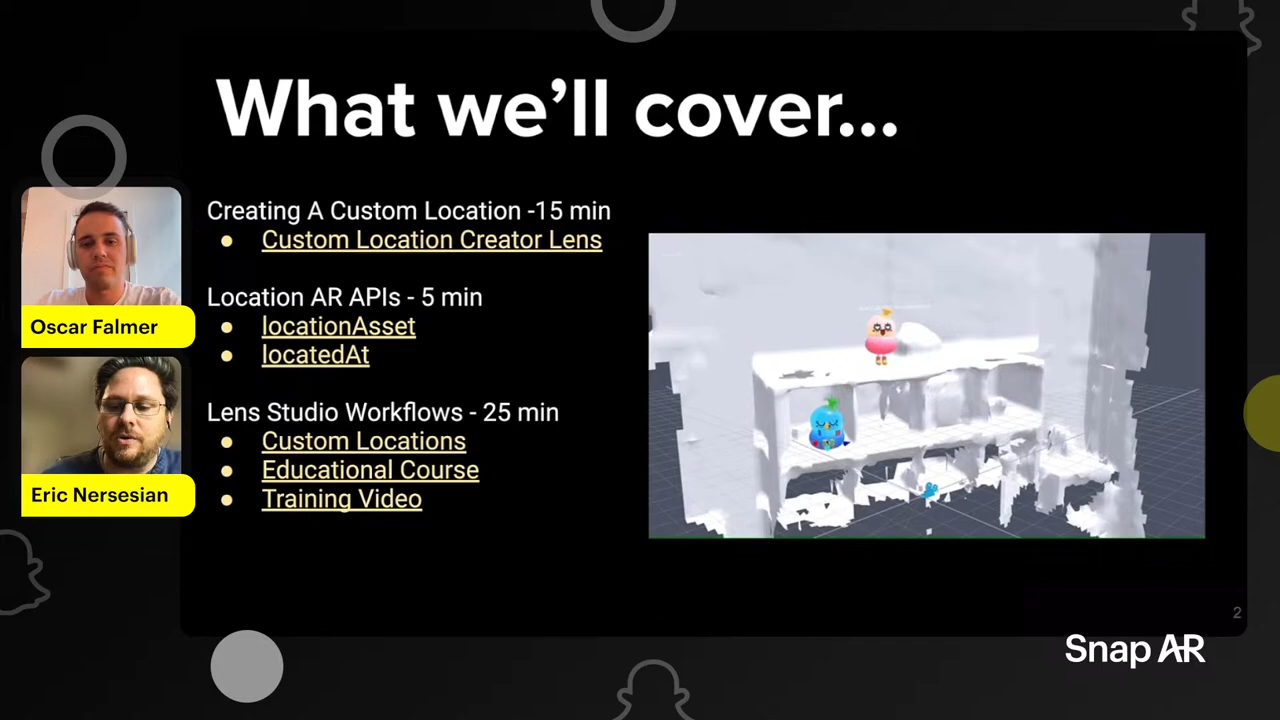 What we'll cover...
Creating A Custom Location -15 min
Custom Location Creator Lens
Location AR APIs - 5 min
locationAsset
locatedAt
Lens Studio Workflows - 25 min
Custom Locations
Educational Course
Training Video
Oscar Falmer
Eric Nersesian
2
Snap AR